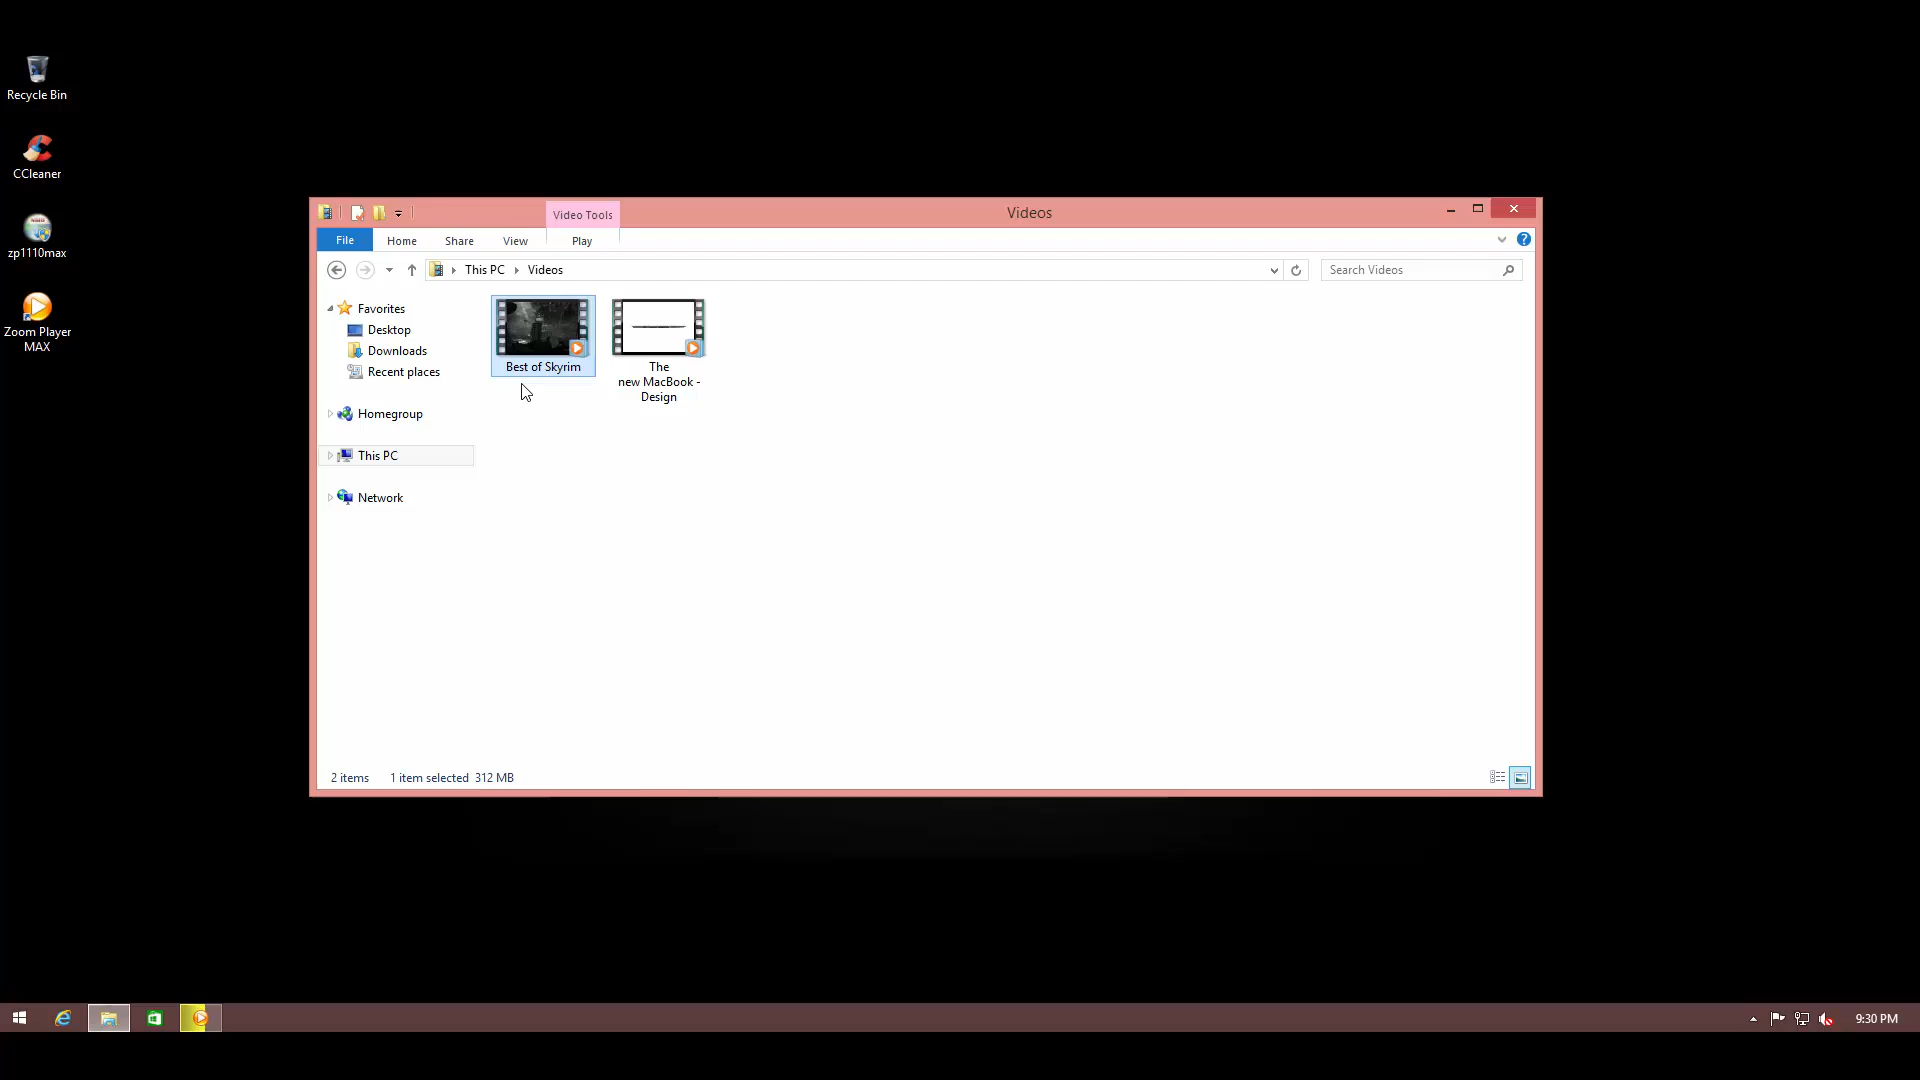 Recycle Bin
CCleaner
zp1110max
Zoom Player
MAX
Video Tools
Videos
File
Home
Share
View
Play
This PC
Videos
Search Videos
Favorites
Desktop
Downloads
Recent places
Homegroup
This PC
Network
Best of Skyrim
The
new MacBook -
Design
2 items
1 item selected 312 MB
9:30 PM